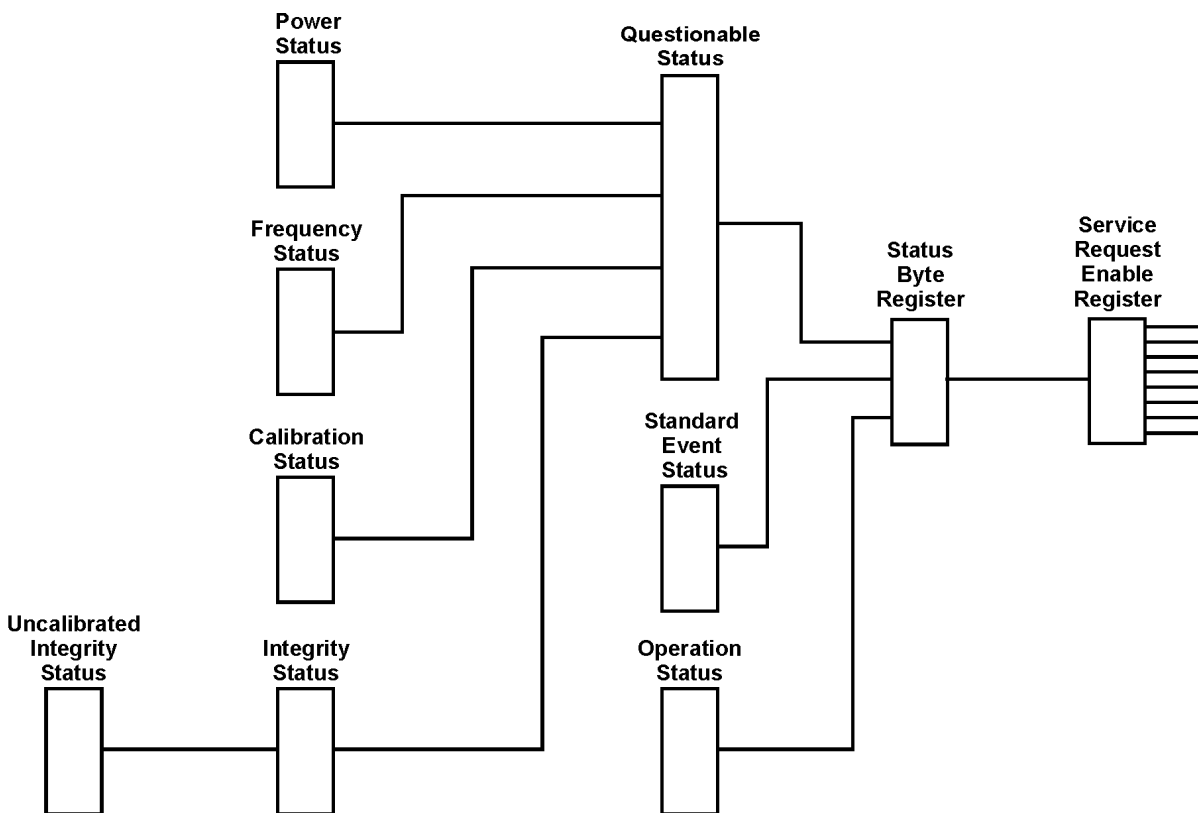 Power
Status
Questionable
Status
Frequency
Status
Status
Byte
Register
Service
Request
Enable
Register
Calibration
Status
Standard
Event
Status
Uncalibrated
Integrity
Status
Integrity
Status
Operation
Status